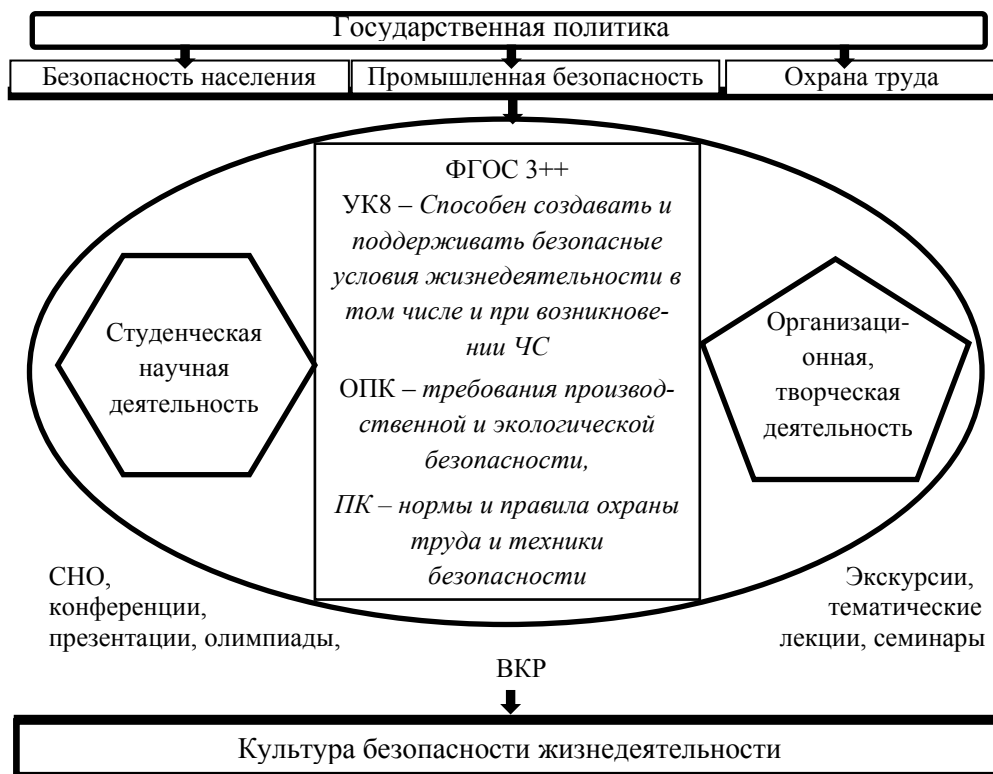 Государственная политика
Безопасность населения
Промышленная безопасность
Охрана труда
ФГОС 3++
УК8 – Способен создавать и
поддерживать безопасные
условия жизнедеятельности в
том числе и при возникнове-
нии ЧС
ОПК – требования производ-
ственной и экологической
безопасности,
ПК – нормы и правила охраны
труда и техники
безопасности
Студенческая
научная
деятельность
Организаци-
онная,
творческая
деятельность
СНО,
конференции,
презентации, олимпиады,
Экскурсии,
тематические
лекции, семинары
ВКР
Культура безопасности жизнедеятельности